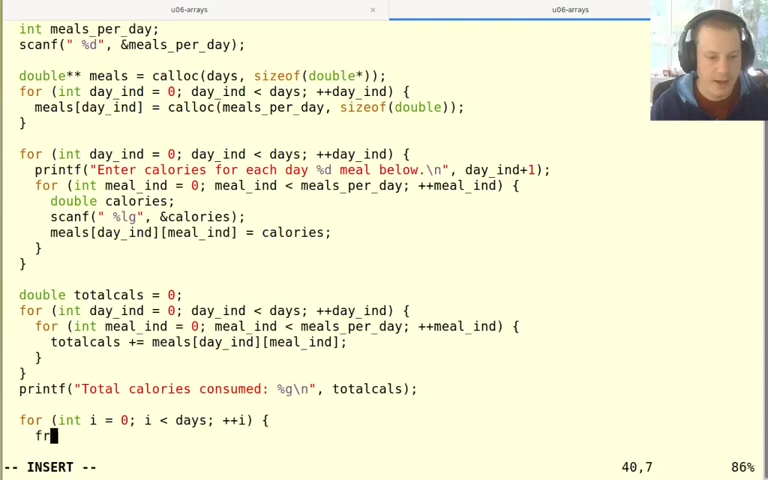 u06-arrays × u06-arrays
int meals_per_day;
scanf(" %d", &meals_per_day);
double** meals = calloc(days, sizeof(double*));
for (int day_ind = 0; day_ind < days; ++day_ind) {
meals[day_ind] = calloc(meals_per_day, sizeof(double));
}
for (int day_ind = 0; day_ind < days; ++day_ind) {
printf("Enter calories for each day %d meal below.\n", day_ind+1);
for (int meal_ind = 0; meal_ind < meals_per_day; ++meal_ind) {
double calories;
scanf(" %lg", &calories);
meals[day_ind][meal_ind] = calories;
}
}
double totalcals = 0;
for (int day_ind = 0; day_ind < days; ++day_ind) {
for (int meal_ind = 0; meal_ind < meals_per_day; ++meal_ind) {
totalcals += meals[day_ind][meal_ind];
}
}
printf("Total calories consumed: %g\n", totalcals);
for (int i = 0; i < days; ++i) {
fr
-- INSERT -- 40,7 86%